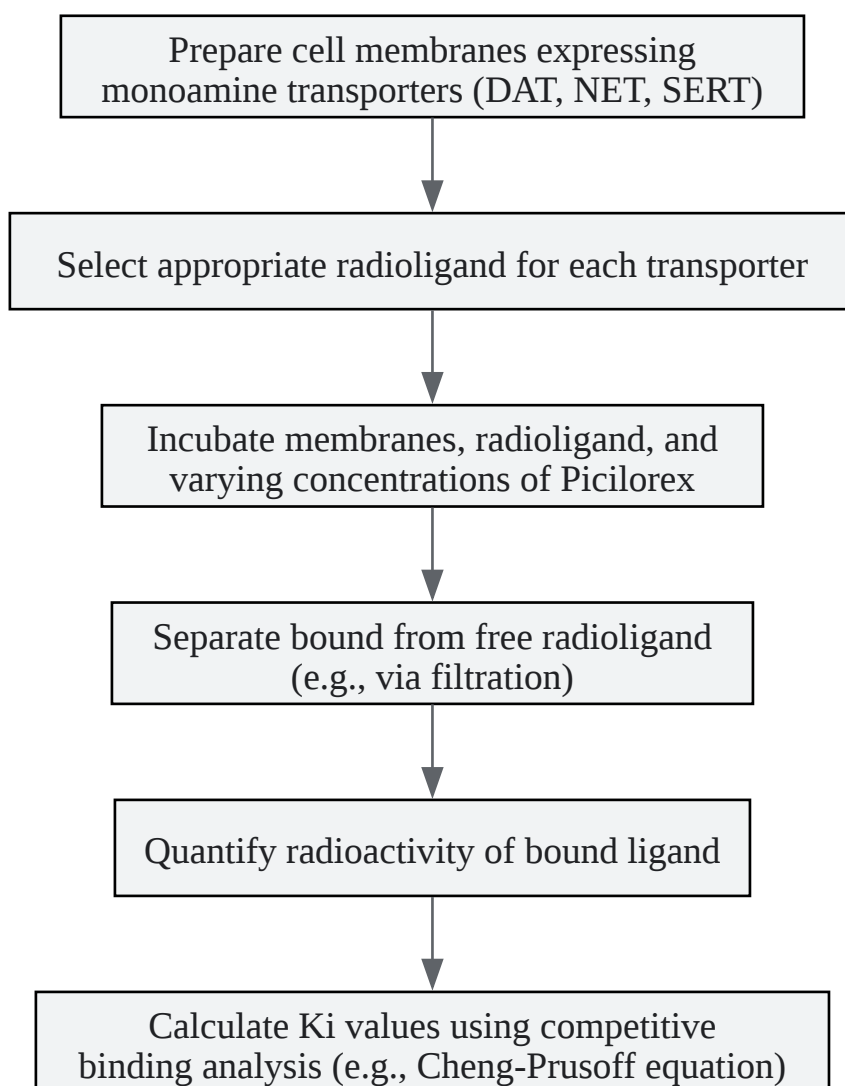 Prepare cell membranes expressing
monoamine transporters (DAT, NET, SERT)
Select appropriate radioligand for each transporter
Incubate membranes, radioligand, and
varying concentrations of Picilorex
Separate bound from free radioligand
(e.g., via filtration)
Quantify radioactivity of bound ligand
Calculate Ki values using competitive
binding analysis (e.g., Cheng-Prusoff equation)